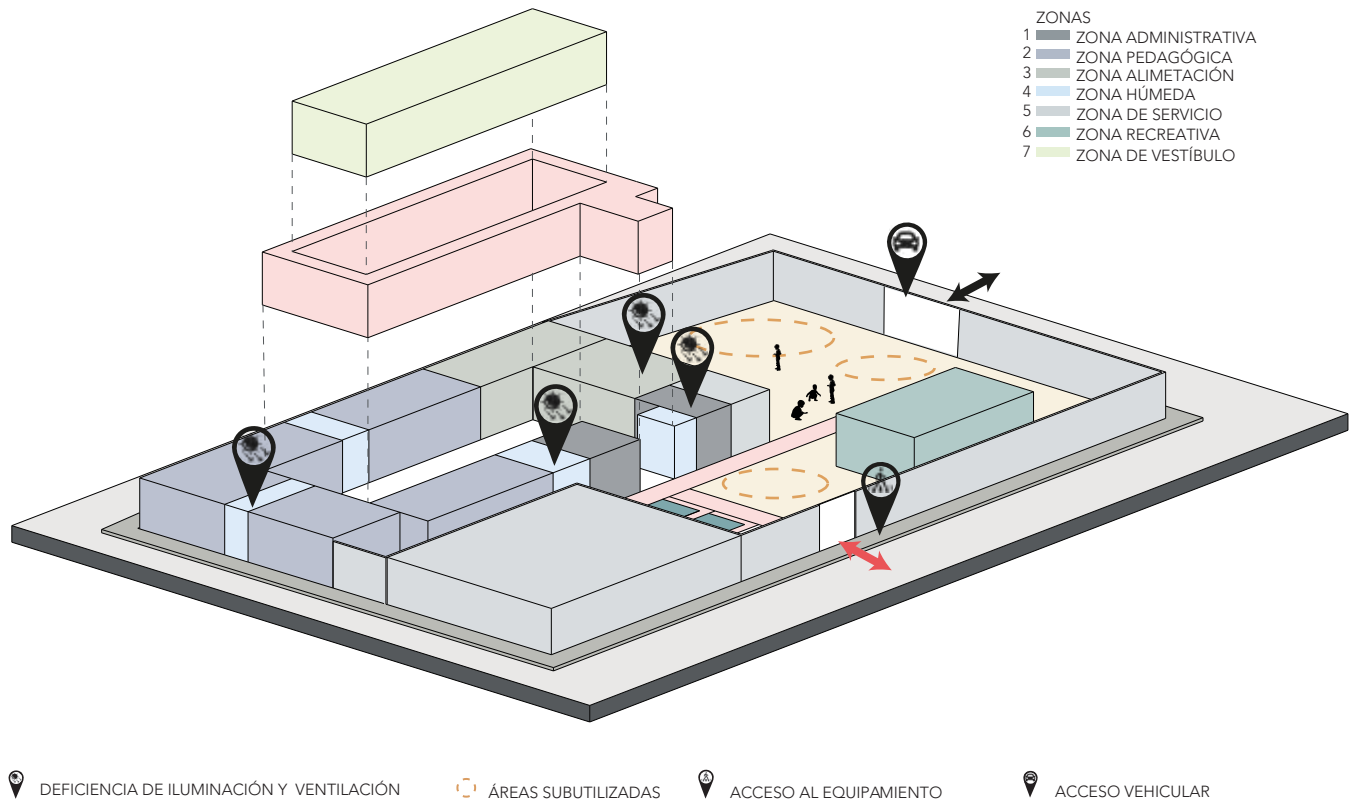 ZONAS
1 ZONA ADMINISTRATIVA
2 ZONA PEDAGÓGICA
3 ZONA ALIMETACIÓN
4 ZONA HÚMEDA
5 ZONA DE SERVICIO
6 ZONA RECREATIVA
7 ZONA DE VESTÍBULO
DEFICIENCIA DE ILUMINACIÓN Y VENTILACIÓN
ÁREAS SUBUTILIZADAS
ACCESO AL EQUIPAMIENTO
ACCESO VEHICULAR